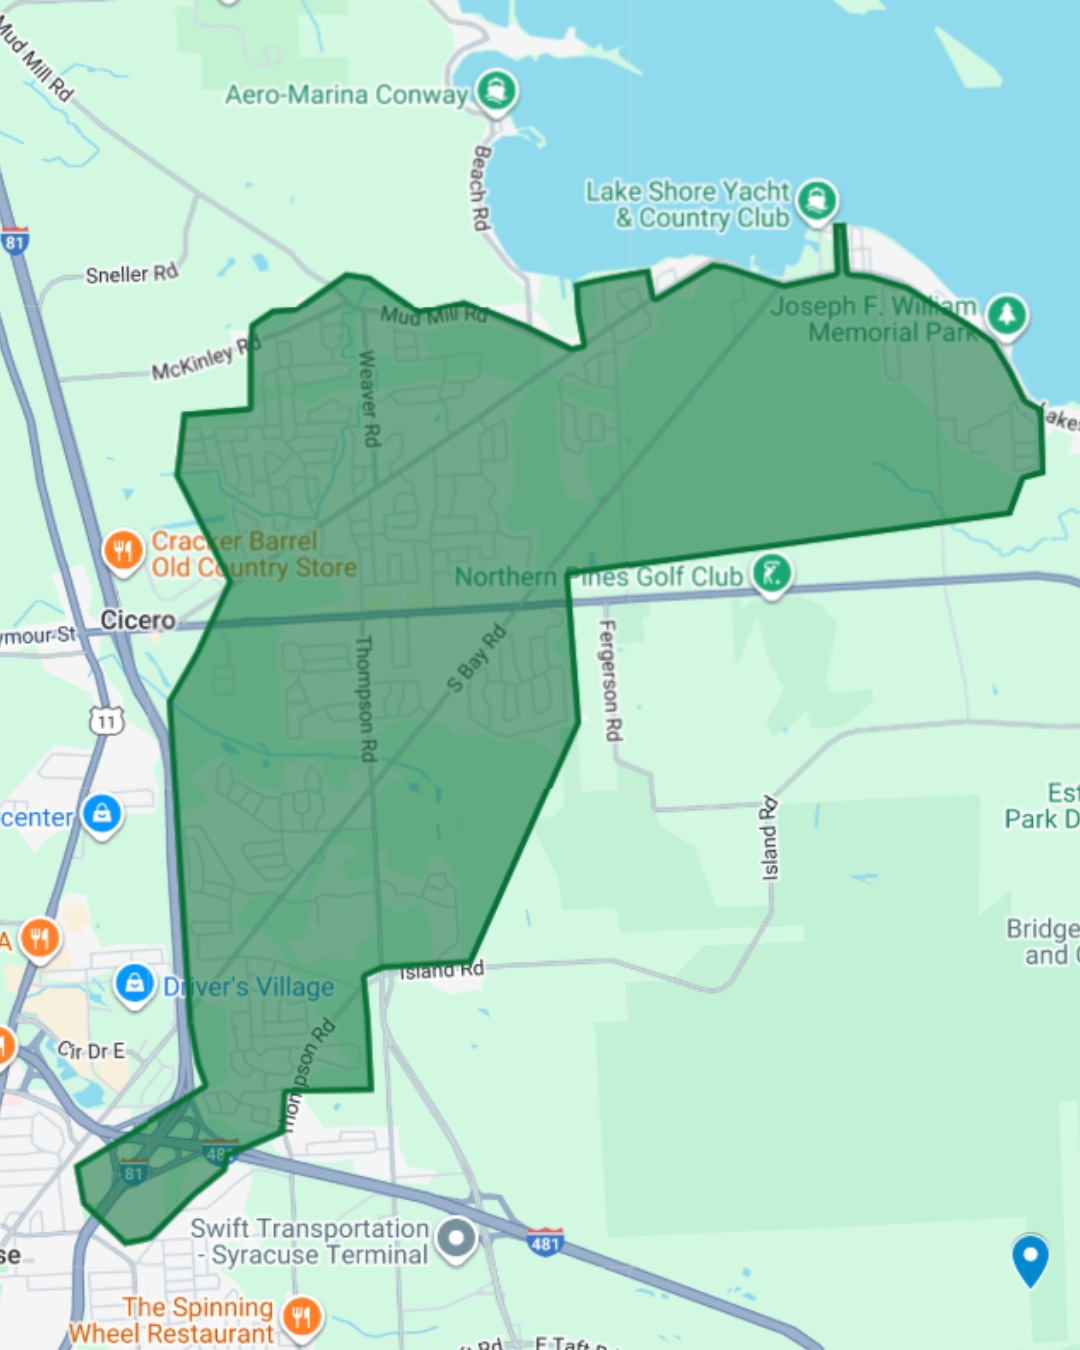 Mud Mill Rd
Aero-Marina Conway
Beach Rd
Lake Shore Yacht
& Country Club
81
Sneller Rd
Joseph F. William
Memorial Park
Mud Mill Rd
McKinley Rd
Weaver Rd
Lakes
Cracker Barrel
Old Country Store
Northern Pines Golf Club
Cicero
ymour-St
S Bay Rd
Fergerson Rd
Thompson Rd
11
Est
Park D
center
Island Rd
Bridge
and C
A
Island Rd
Driver's Village
Cir Dr E
Thompson Rd
481
81
Swift Transportation
- Syracuse Terminal
481
se
The Spinning
Wheel Restaurant
E Taft Rd